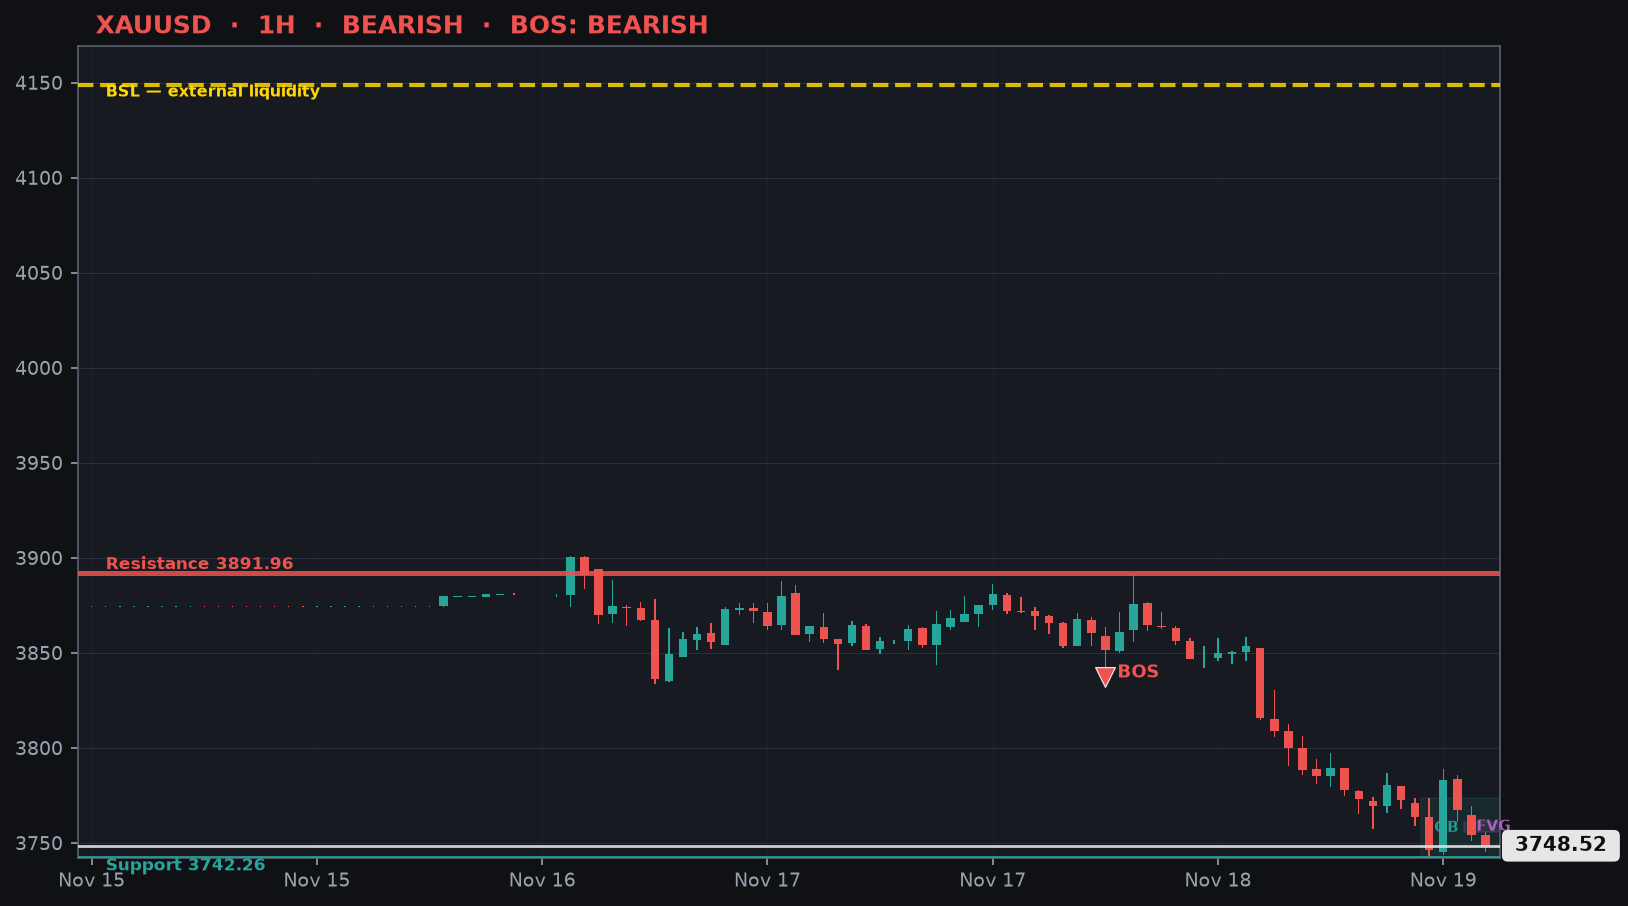 XAUUSD · 1H · BEARISH · BOS: BEARISH
4150
BSL — external liquidity
4100
4050
4000
3950
3900
Resistance 3891.96
3850
BOS
3800
OB
FVG
3750
3748.52
Support 3742.26
Nov 15
Nov 15
Nov 16
Nov 17
Nov 17
Nov 18
Nov 19